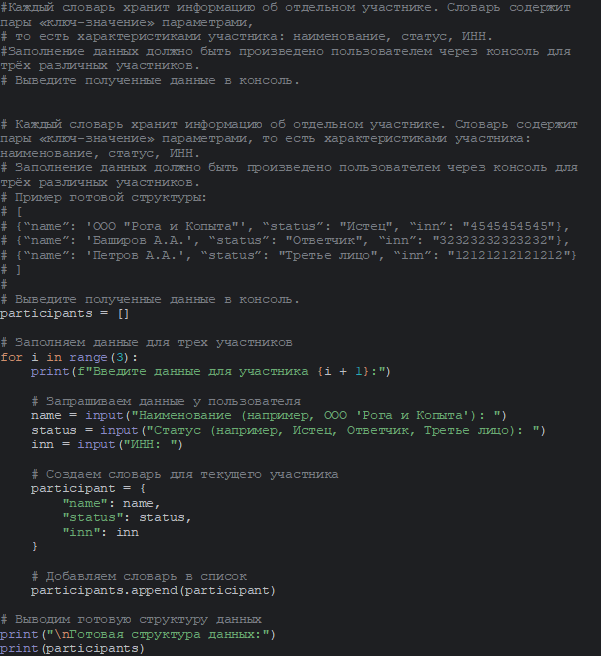 #Каждый словарь хранит информацию об отдельном участнике. Словарь содержит
пары «ключ-значение» параметрами,
# то есть характеристиками участника: наименование, статус, ИНН.
#Заполнение данных должно быть произведено пользователем через консоль для
трёх различных участников.
# Выведите полученные данные в консоль.
# Каждый словарь хранит информацию об отдельном участнике. Словарь содержит
пары «ключ-значение» параметрами, то есть характеристиками участника:
наименование, статус, ИНН.
# Заполнение данных должно быть произведено пользователем через консоль для
трёх различных участников.
# Пример готовой структуры:
# [
# {“name”: 'ООО "Рога и Копыта"', “status”: "Истец", “inn”: "4545454545"},
# {“name”: 'Баширов А.А.', “status”: "Ответчик", “inn”: "32323232323232"},
# {“name”: 'Петров А.А.', “status”: "Третье лицо", “inn”: "12121212121212"}
# ]
#
# Выведите полученные данные в консоль.
participants = []
# Заполняем данные для трех участников
for i in range(3):
    print(f"Введите данные для участника {i + 1}:")
    # Запрашиваем данные у пользователя
    name = input("Наименование (например, ООО 'Рога и Копыта'): ")
    status = input("Статус (например, Истец, Ответчик, Третье лицо): ")
    inn = input("ИНН: ")
    # Создаем словарь для текущего участника
    participant = {
        "name": name,
        "status": status,
        "inn": inn
    }
    # Добавляем словарь в список
    participants.append(participant)
# Выводим готовую структуру данных
print("\nГотовая структура данных:")
print(participants)